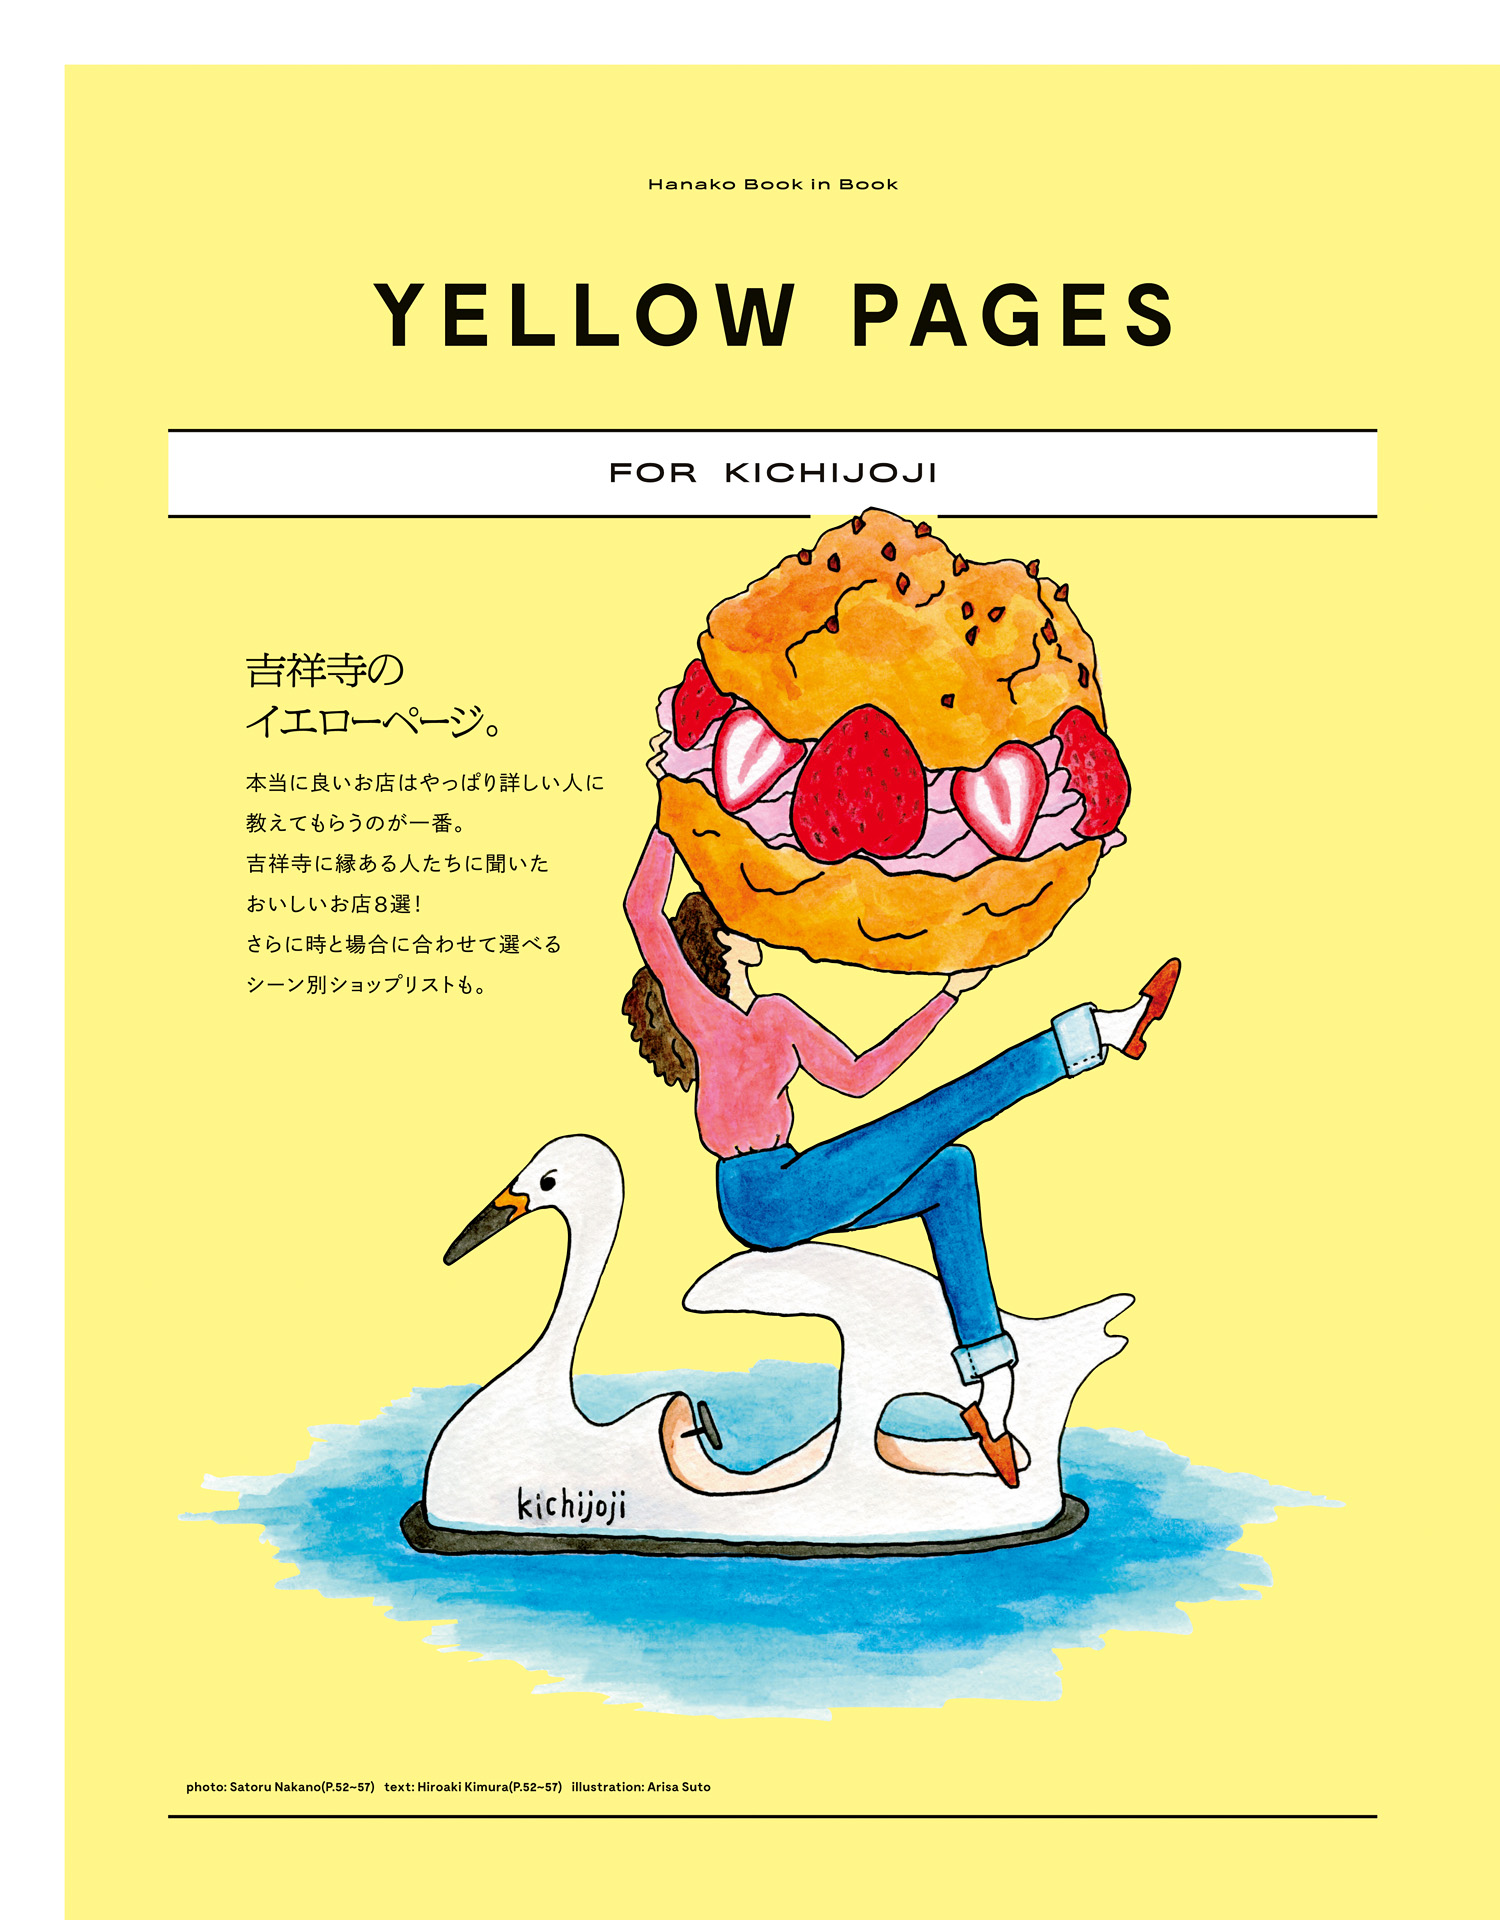 Hanako Book in Book
YELLOW PAGES
FOR KICHIJOJI
吉祥寺の
イエローページ。
本当に良いお店はやっぱり詳しい人に
教えてもらうのが一番。
吉祥寺に縁ある人たちに聞いた
おいしいお店8選！
さらに時と場合に合わせて選べる
シーン別ショップリストも。
kichijoji
photo: Satoru Nakano(P.52~57) text: Hiroaki Kimura(P.52~57) illustration: Arisa Suto